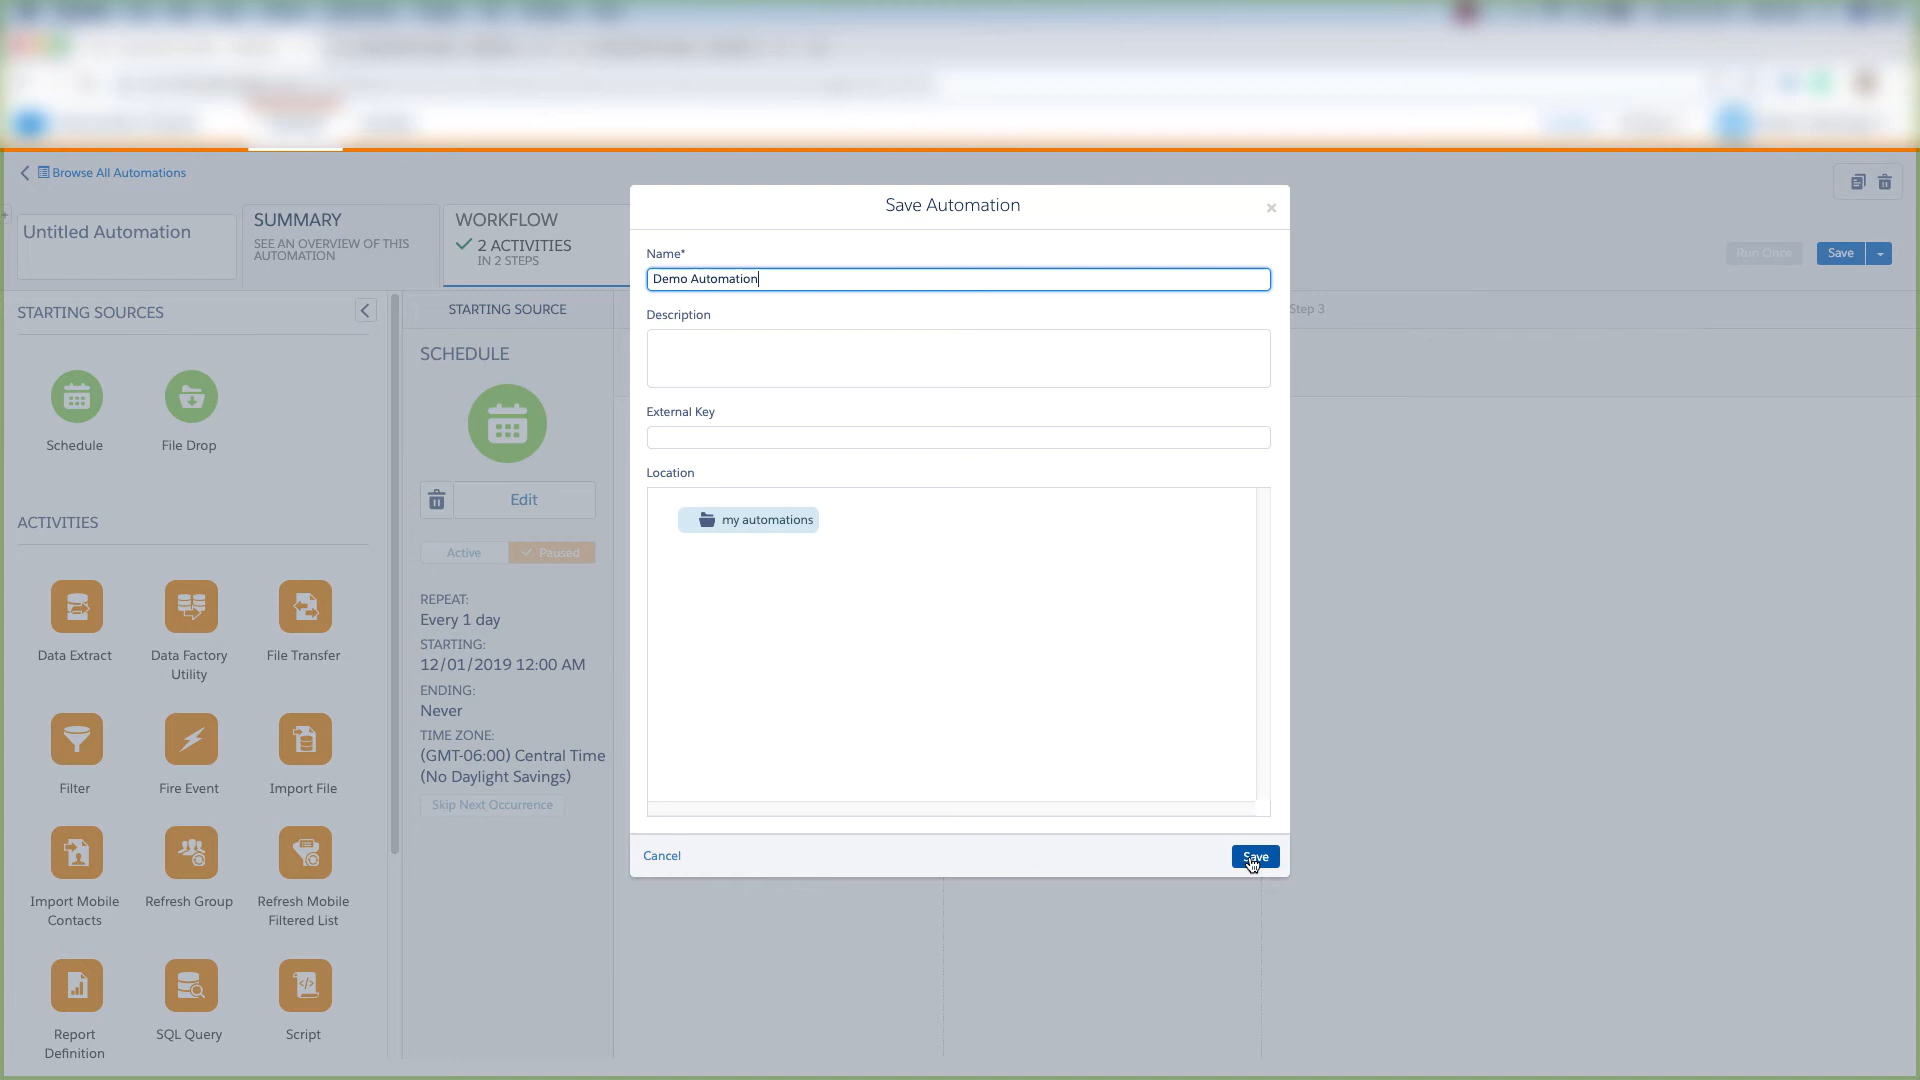 Browse All Automations
Untitled Automation
SUMMARY
SEE AN OVERVIEW OF THIS
AUTOMATION
WORKFLOW
2 ACTIVITIES
IN 2 STEPS
Run Once
Save
STARTING SOURCES
Schedule
File Drop
ACTIVITIES
Data Extract
Data Factory
Utility
File Transfer
Filter
Fire Event
Import File
Import Mobile
Contacts
Refresh Group
Refresh Mobile
Filtered List
Report
Definition
SQL Query
Script
STARTING SOURCE
SCHEDULE
Edit
Active
Paused
REPEAT:
Every 1 day
STARTING:
12/01/2019 12:00 AM
ENDING:
Never
TIME ZONE:
(GMT-06:00) Central Time
(No Daylight Savings)
Skip Next Occurrence
Step 3
Save Automation
×
Name*
Demo Automation
Description
External Key
Location
my automations
Cancel
Save